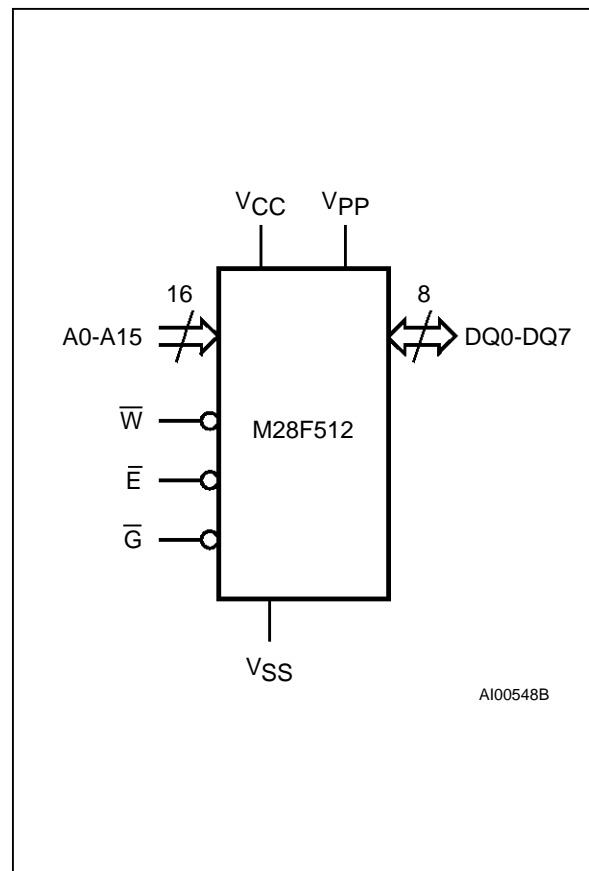 VCC VPP
16 8
A0-A15 DQ0-DQ7
W̅ M28F512
E̅
G̅
VSS
AI00548B